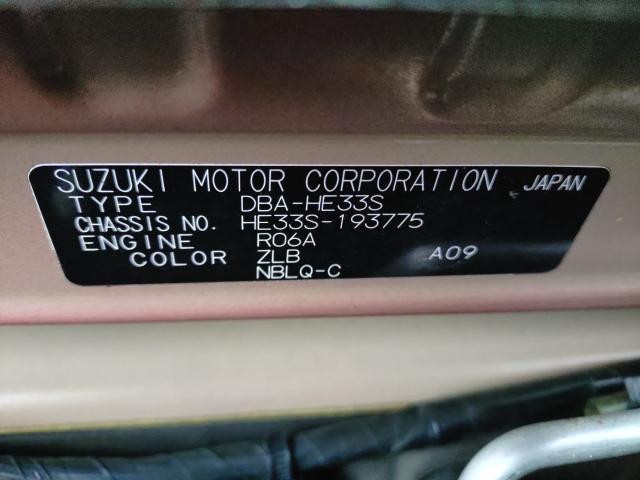 SUZUKI MOTOR CORPORATION JAPAN
TYPE DBA-HE33S
CHASSIS NO. HE33S-193775
ENGINE R06A
COLOR ZLB A09
NBLQ-C